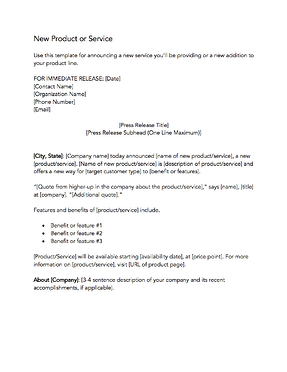 New Product or Service
Use this template for announcing a new service you'll be providing or a new addition to
your product line.
FOR IMMEDIATE RELEASE: [Date]
[Contact Name]
[Organization Name]
[Phone Number]
[Email]
[Press Release Title]
[Press Release Subhead (One Line Maximum)]
[City, State]: [Company name] today announced [name of new product/service], a new
[product/service]. [Name of new product/service] is [description of product/service] and
offers a new way for [target customer type] to [benefit or features].
"[Quote from higher-up in the company about the product/service]," says [name], [title]
at [company]. "[Additional quote]."
Features and benefits of [product/service] include,
• Benefit or feature #1
• Benefit or feature #2
• Benefit or feature #3
[Product/Service] will be available starting [availability date], at [price point]. For more
information on [product/service], visit [URL of product page].
About [Company]: [3-4 sentence description of your company and its recent
accomplishments, if applicable].